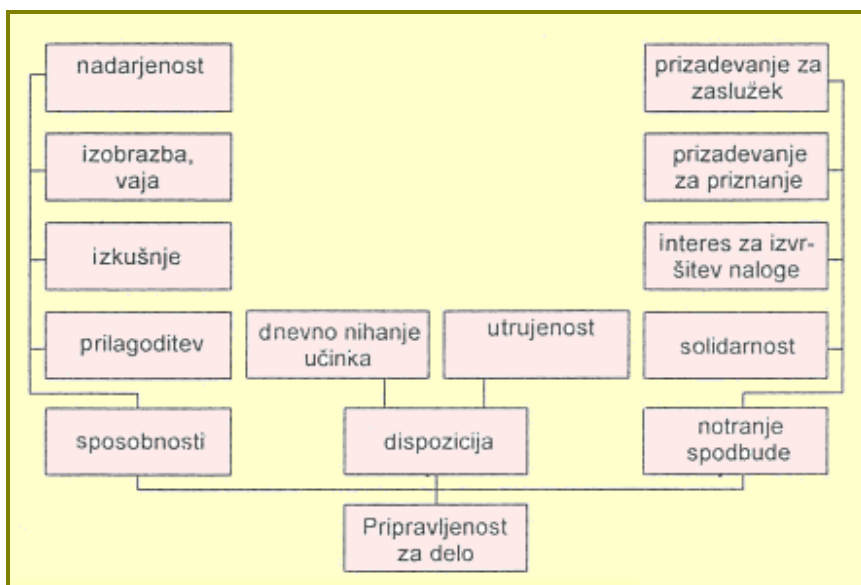 nadarjenost
izobrazba,
vaja
izkušnje
prilagoditev
sposobnosti
dnevno nihanje
učinka
utrujenost
dispozicija
prizadevanje za
zaslužek
prizadevanje
za priznanje
interes za izvr-
šitev naloge
solidarnost
notranje
spodbude
Pripravljenost
za delo